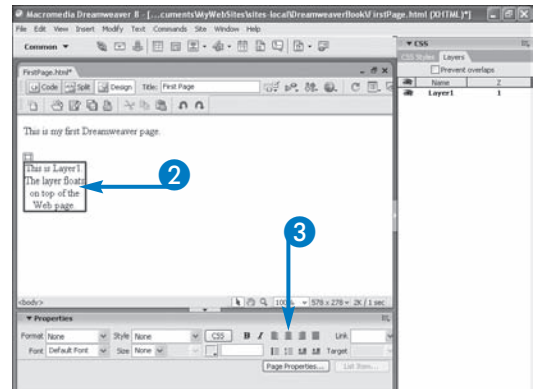 Macromedia Dreamweaver 8 - [...cuments\MyWebSites\sites-local\DreamweaverBook\FirstPage.html (XHTML)*]
File Edit View Insert Modify Text Commands Site Window Help
Common
CSS
CSS Styles Layers
Prevent overlaps
Name Z
Layer1 1
FirstPage.html*
Code Split Design Title: First Page
This is my first Dreamweaver page.
This is Layer1.
The layer floats
on top of the
Web page.
2
3
<body>
100% 578 x 278 2K / 1 sec
Properties
Format None Style None CSS B I Link
Font Default Font Size None Target
Page Properties... List Item...